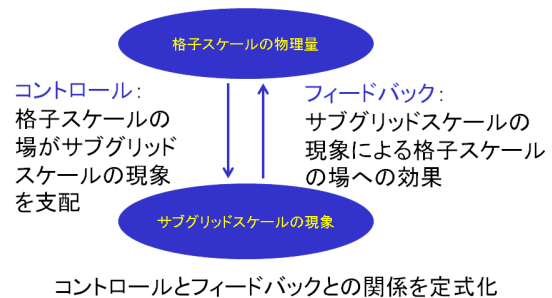 格子スケールの物理量
コントロール：
格子スケールの
場がサブグリッド
スケールの現象
を支配
フィードバック：
サブグリッドスケールの
現象による格子スケール
の場への効果
サブグリッドスケールの現象
コントロールとフィードバックとの関係を定式化